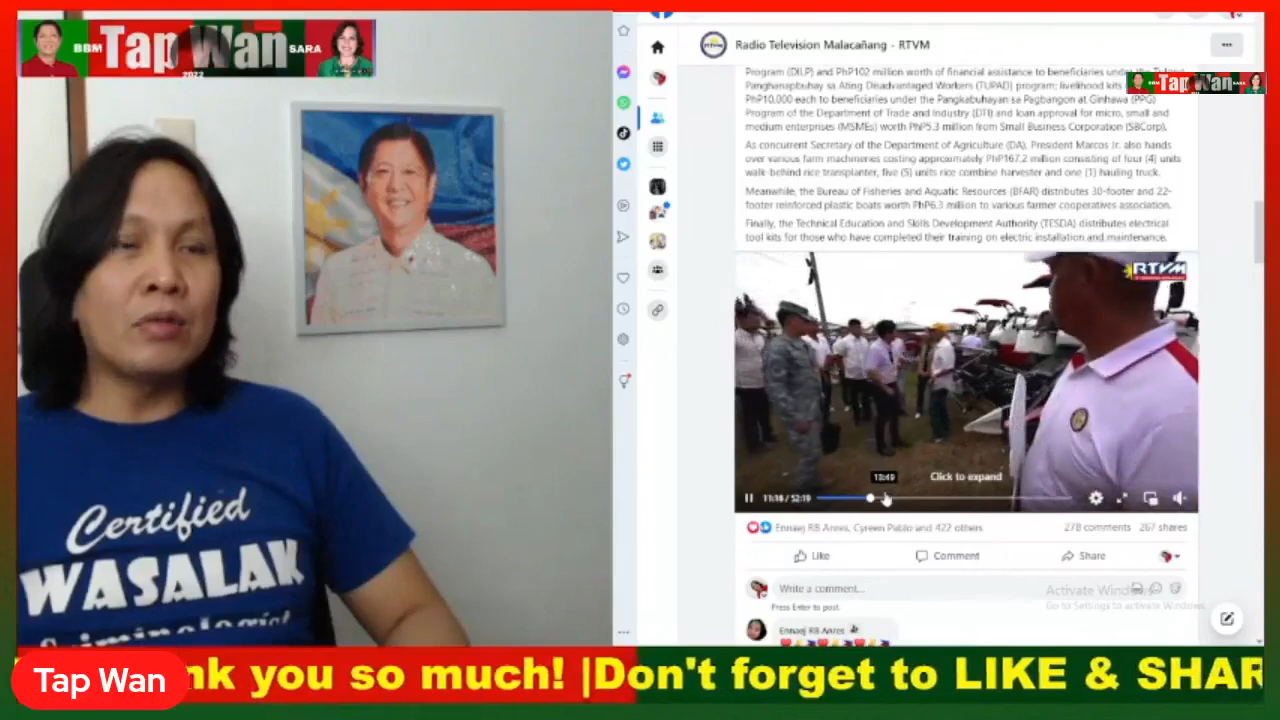 BBM Tap Wan SARA
2022
Certified
WASALAK
Criminologist
Tap Wan
nk you so much! |Don't forget to LIKE & SHAR
Radio Television Malacañang - RTVM
Program (DILP) and PhP102 million worth of financial assistance to beneficiaries under the Tulong
Panghanapbuhay sa Ating Disadvantaged Workers (TUPAD) program; livelihood kits
PhP10,000 each to beneficiaries under the Pangkabuhayan sa Pagbangon at Ginhawa (PPG)
Program of the Department of Trade and Industry (DTI) and loan approval for micro, small and
medium enterprises (MSMEs) worth PhP5.3 million from Small Business Corporation (SBCorp).
As concurrent Secretary of the Department of Agriculture (DA), President Marcos Jr. also hands
over various farm machineries costing approximately PhP167.2 million consisting of four (4) units
walk-behind rice transplanter, five (5) units rice combine harvester and one (1) hauling truck.
Meanwhile, the Bureau of Fisheries and Aquatic Resources (BFAR) distributes 30-footer and 22-
footer reinforced plastic boats worth PhP6.3 million to various farmer cooperatives association.
Finally, the Technical Education and Skills Development Authority (TESDA) distributes electrical
tool kits for those who have completed their training on electric installation and maintenance.
BBM Tap Wan SARA
RTVM
13:49
Click to expand
11:18 / 52:19
Ennaej RB Anres, Cyreen Pablo and 422 others
278 comments 267 shares
Like
Comment
Share
Write a comment...
Press Enter to post.
Activate Windows
Go to Settings to activate Windows.
Ennaej RB Anres